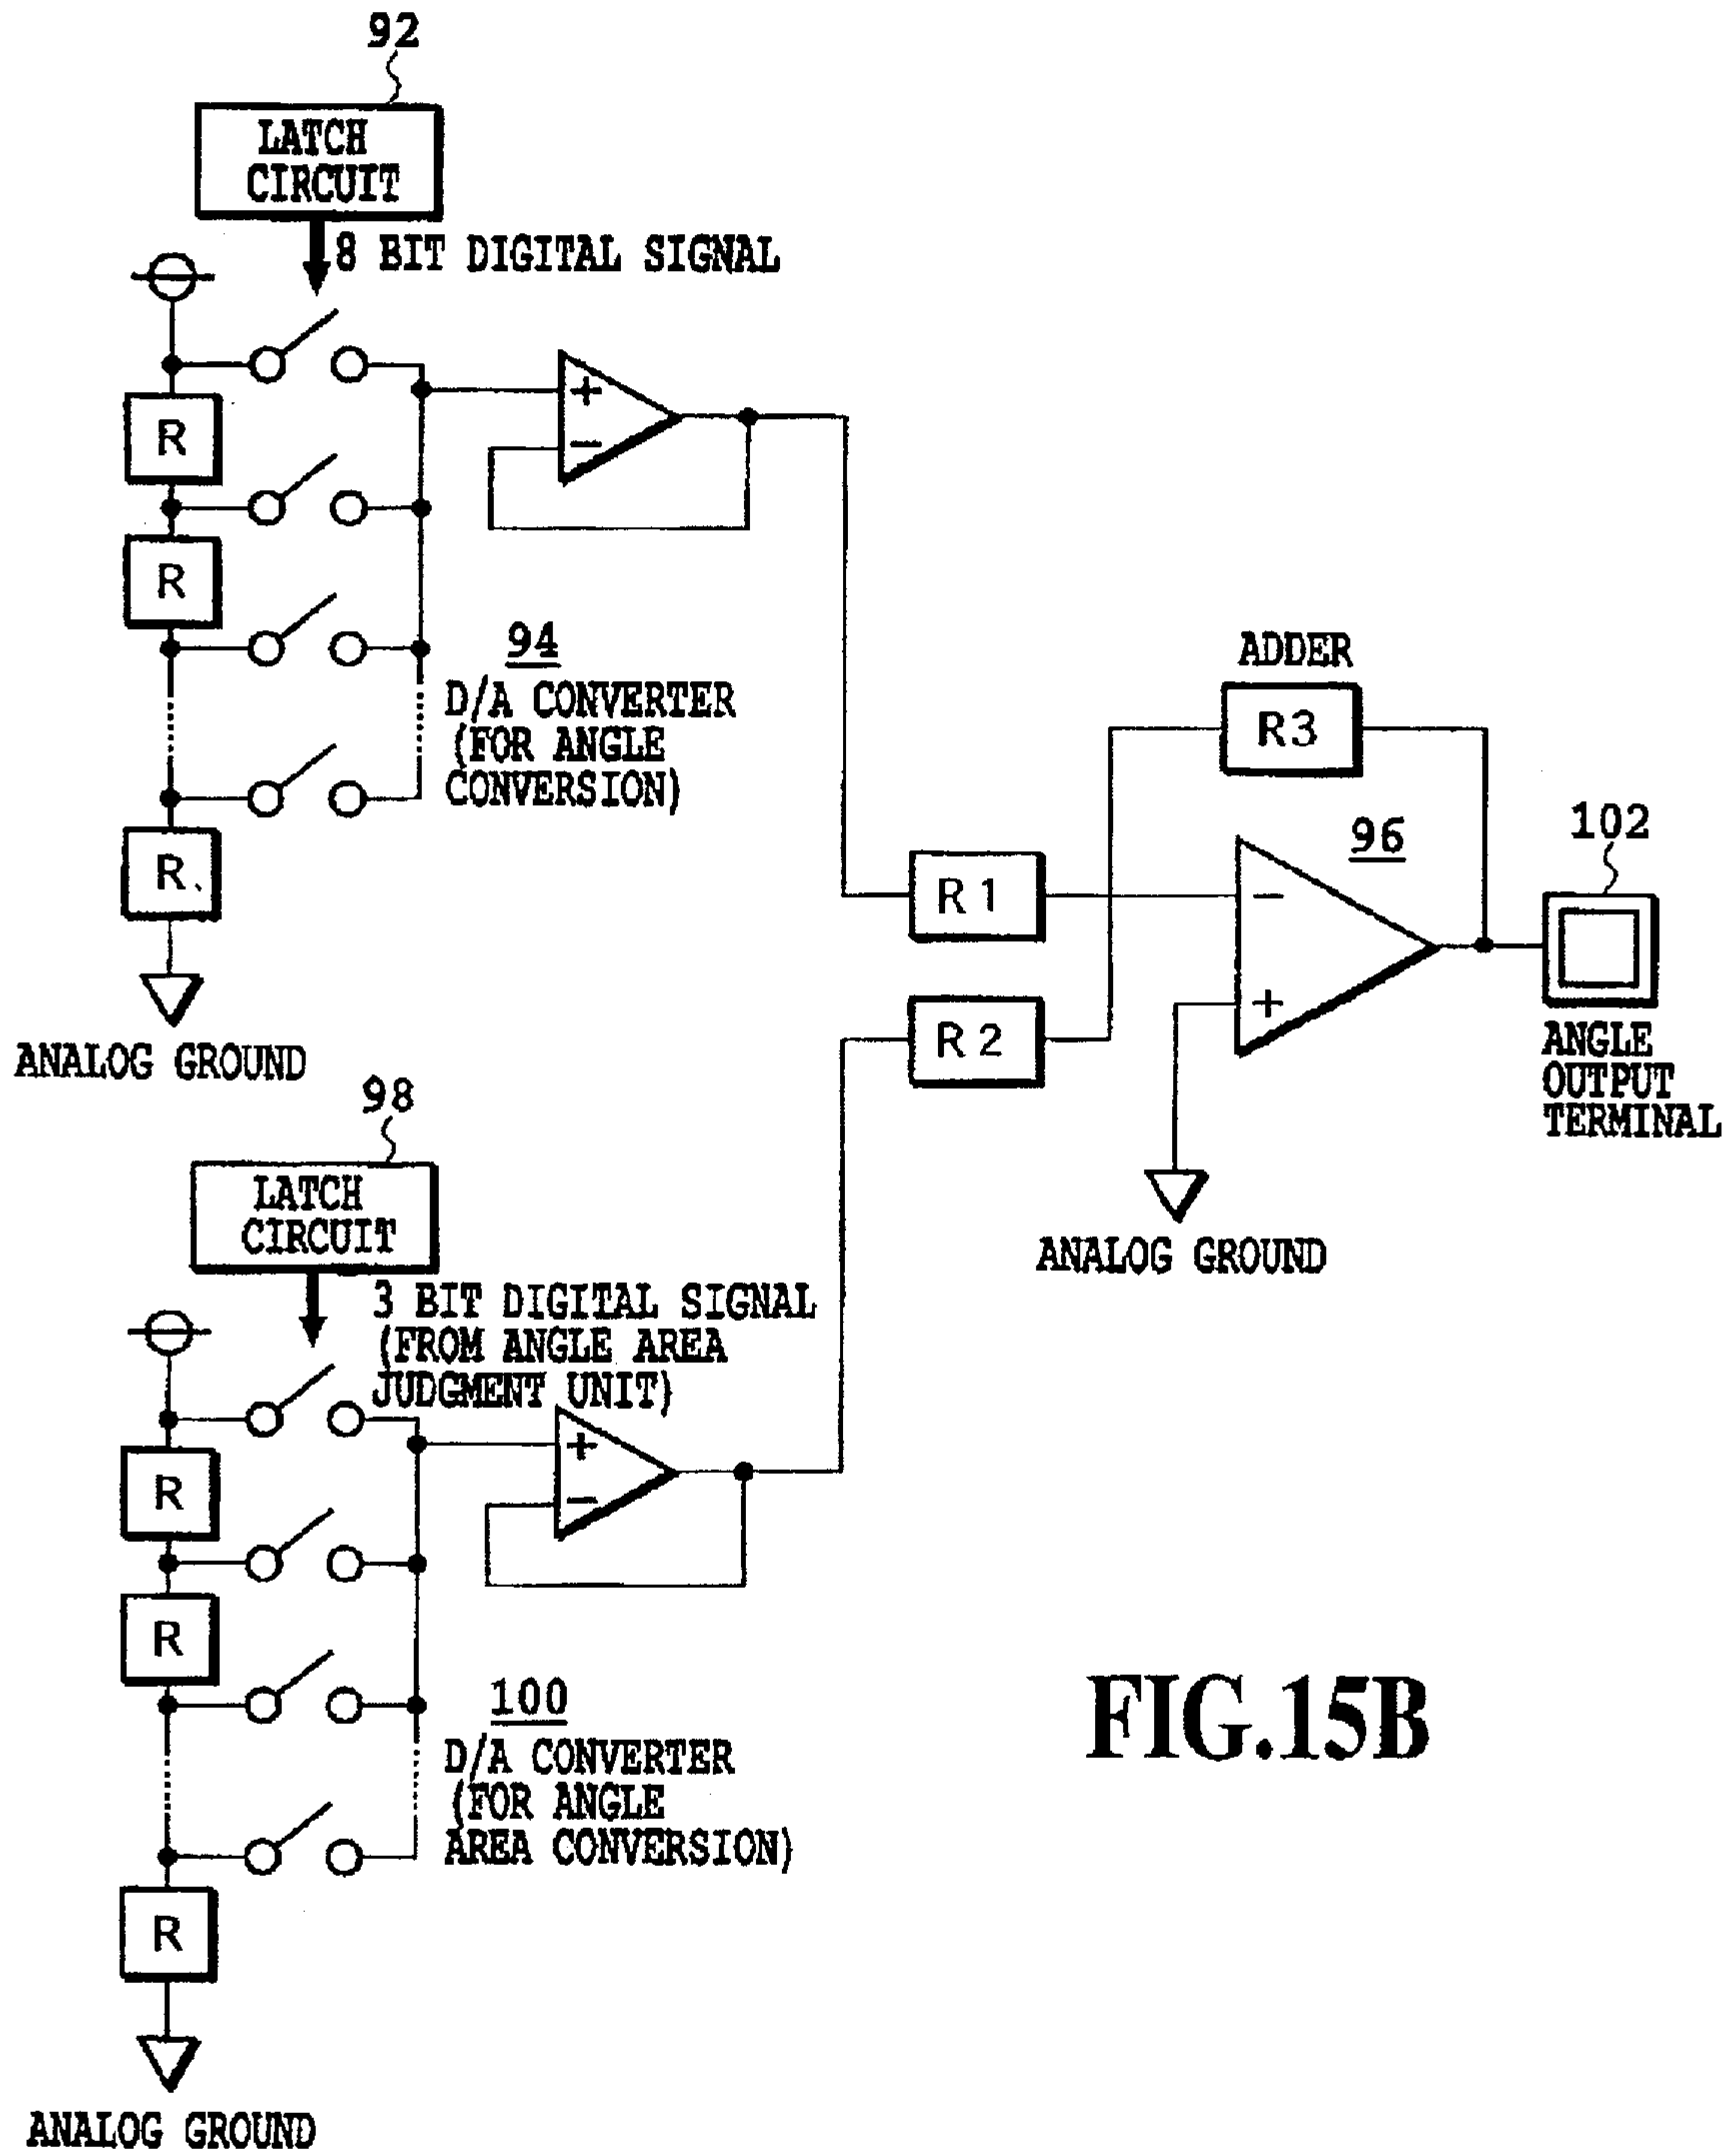 92
LATCH
CIRCUIT
8 BIT DIGITAL SIGNAL
+
−
R
R
94
D/A CONVERTER
(FOR ANGLE
CONVERSION)
R
ANALOG GROUND
ADDER
R3
96
102
R1
−
R2
+
ANGLE
OUTPUT
TERMINAL
ANALOG GROUND
98
LATCH
CIRCUIT
3 BIT DIGITAL SIGNAL
(FROM ANGLE AREA
JUDGMENT UNIT)
+
−
R
R
100
D/A CONVERTER
(FOR ANGLE
AREA CONVERSION)
R
ANALOG GROUND
FIG.15B